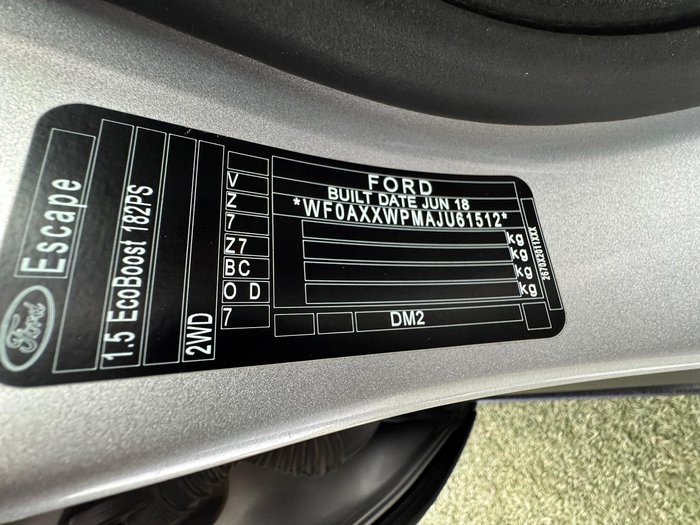 Ford
Escape
1.5 EcoBoost 182PS
2WD
V
Z
7
Z7
BC
O D
7
FORD
BUILT DATE JUN 18
*WF0AXXWPMAJU61512*
kg
kg
kg
kg
DM2
2670X2011XXX